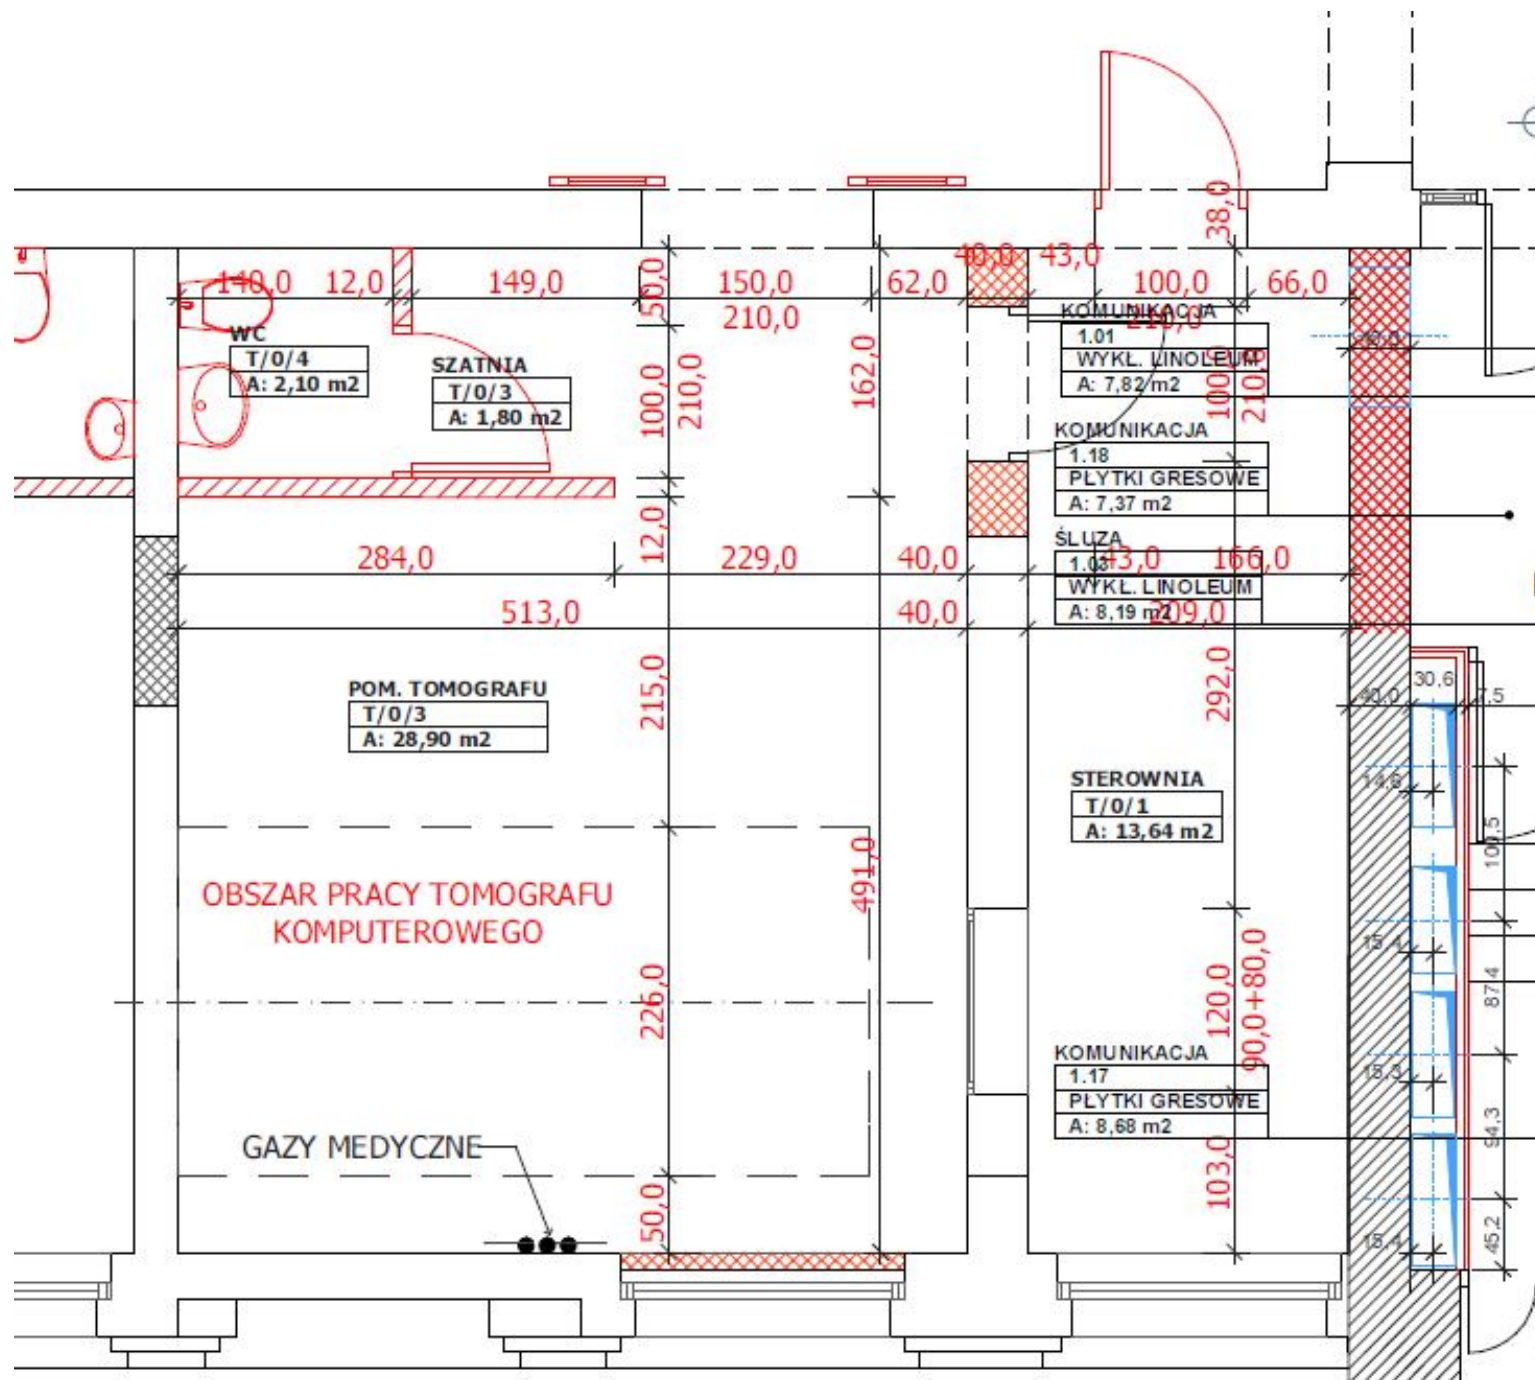 38,0
40,0 43,0
140,0 12,0 149,0 150,0 62,0 100,0 66,0
210,0 210,0
50,0
WC
T/0/4
A: 2,10 m2
SZATNIA
T/0/3
A: 1,80 m2
100,0
210,0
162,0
KOMUNIKACJA
1.01
WYKŁ. LINOLEUM
A: 7,82 m2
100,0
210,0
40,0
KOMUNIKACJA
1.18
PŁYTKI GRESOWE
A: 7,37 m2
12,0
ŚLUZA
1.03
WYKŁ. LINOLEUM
A: 8,19 m2
284,0 229,0 40,0 43,0 166,0
513,0 40,0 209,0
215,0
292,0
POM. TOMOGRAFU
T/0/3
A: 28,90 m2
40,0 30,6 7,5
STEROWNIA
T/0/1
A: 13,64 m2
14,6
100,5
OBSZAR PRACY TOMOGRAFU
KOMPUTEROWEGO
491,0
226,0
120,0
90,0+80,0
15,4
87,4
KOMUNIKACJA
1.17
PŁYTKI GRESOWE
A: 8,68 m2
15,3
94,3
GAZY MEDYCZNE
50,0
103,0
15,4
45,2